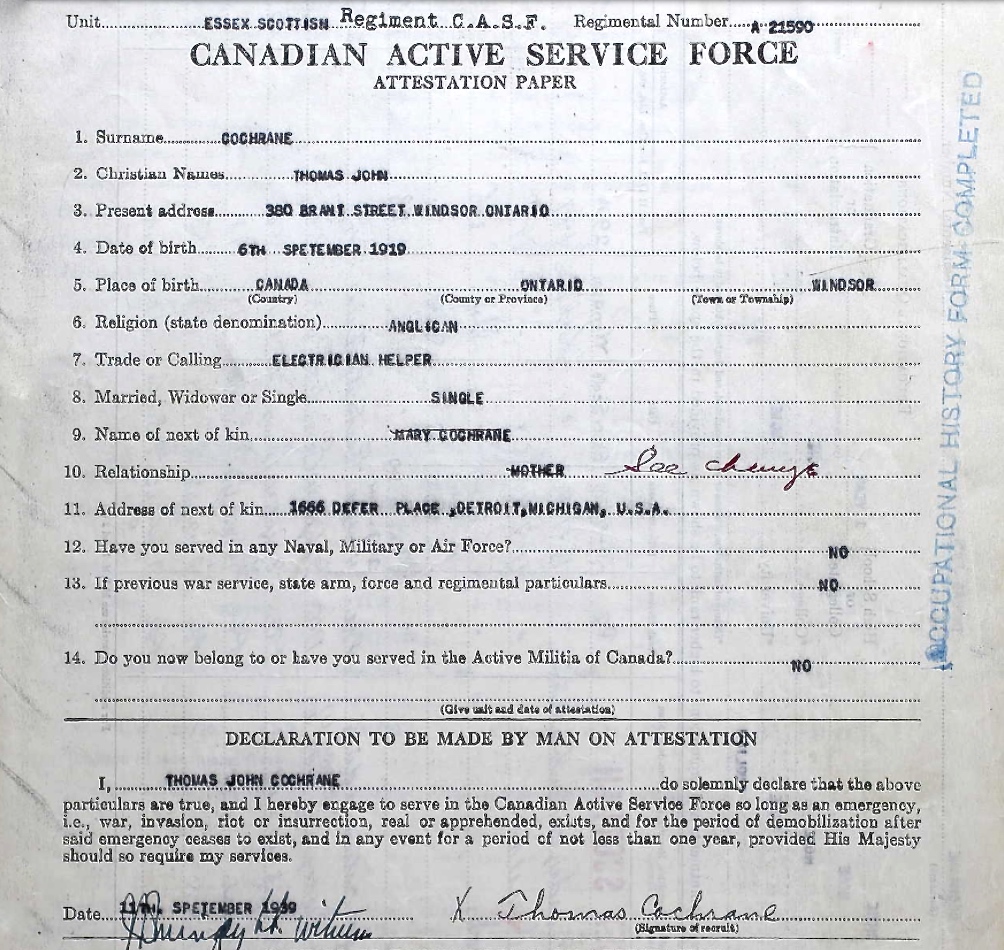 Unit ESSEX SCOTTISH Regiment C.A.S.F. Regimental Number A 21590
CANADIAN ACTIVE SERVICE FORCE
ATTESTATION PAPER
1. Surname COCHRANE
2. Christian Names THOMAS JOHN
3. Present address 380 BRANT STREET WINDSOR ONTARIO
4. Date of birth 6TH SPETEMBER 1919
5. Place of birth CANADA ONTARIO WINDSOR
(Country) (County or Province) (Town or Township)
6. Religion (state denomination) ANGLICAN
7. Trade or Calling ELECTRICIAN HELPER
8. Married, Widower or Single SINGLE
9. Name of next of kin MARY COCHRANE
10. Relationship MOTHER See change
11. Address of next of kin 1666 DEFER PLACE ,DETROIT,MICHIGAN, U.S.A.
12. Have you served in any Naval, Military or Air Force? NO
13. If previous war service, state arm, force and regimental particulars NO
14. Do you now belong to or have you served in the Active Militia of Canada? NO
(Give unit and date of attestation)
DECLARATION TO BE MADE BY MAN ON ATTESTATION
I, THOMAS JOHN COCHRANE do solemnly declare that the above
particulars are true, and I hereby engage to serve in the Canadian Active Service Force so long as an emergency,
i.e., war, invasion, riot or insurrection, real or apprehended, exists, and for the period of demobilization after
said emergency ceases to exist, and in any event for a period of not less than one year, provided His Majesty
should so require my services.
Date 11TH. SPETEMBER 1939 X Thomas Cochrane
(Signature of recruit)
Witness
OCCUPATIONAL HISTORY FORM COMPLETED